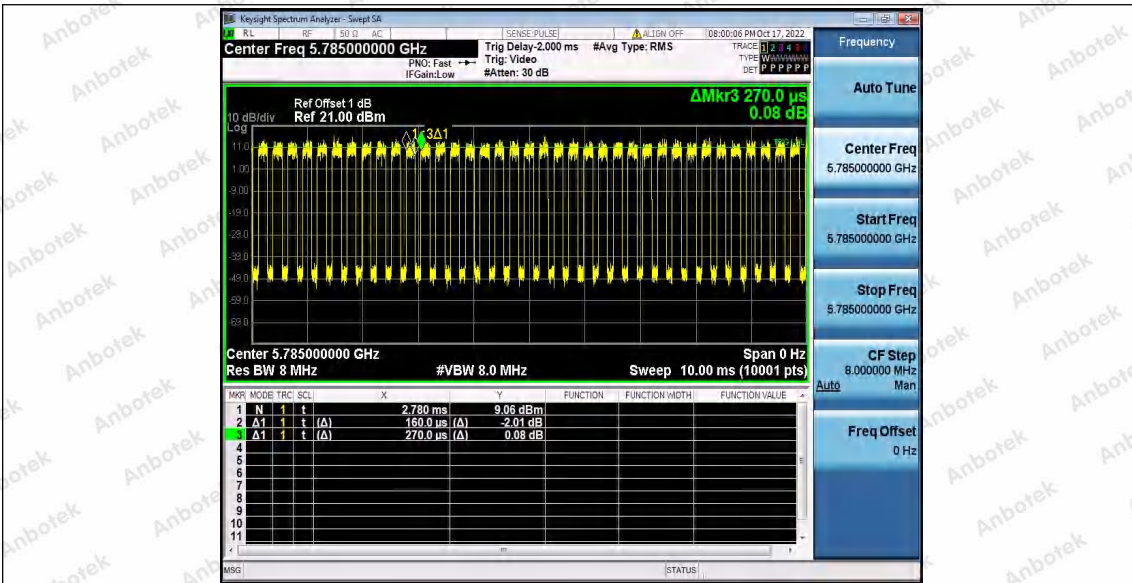 Keysight Spectrum Analyzer - Swept SA
RL RF 50 Ω AC SENSE:PULSE ALIGN OFF 08:00:06 PM Oct 17, 2022
Center Freq 5.785000000 GHz
PNO: Fast
IFGain:Low
Trig Delay-2.000 ms
Trig: Video
#Atten: 30 dB
#Avg Type: RMS
TRACE 1 2 3 4
TYPE
DET P P P P P P
ΔMkr3 270.0 µs
0.08 dB
Ref Offset 1 dB
10 dB/div Ref 21.00 dBm
Log
1 3Δ1
11.0
1.00
-9.00
-19.0
-29.0
-39.0
-49.0
-59.0
-69.0
Center 5.785000000 GHz Span 0 Hz
Res BW 8 MHz #VBW 8.0 MHz Sweep 10.00 ms (10001 pts)
MKR MODE TRC SCL X Y FUNCTION FUNCTION WIDTH FUNCTION VALUE
1 N 1 t 2.780 ms 9.06 dBm
2 Δ1 1 t (Δ) 160.0 µs (Δ) -2.01 dB
3 Δ1 1 t (Δ) 270.0 µs (Δ) 0.08 dB
4
5
6
7
8
9
10
11
MSG STATUS
Frequency
Auto Tune
Center Freq
5.785000000 GHz
Start Freq
5.785000000 GHz
Stop Freq
5.785000000 GHz
CF Step
8.000000 MHz
Auto Man
Freq Offset
0 Hz
Anbotek